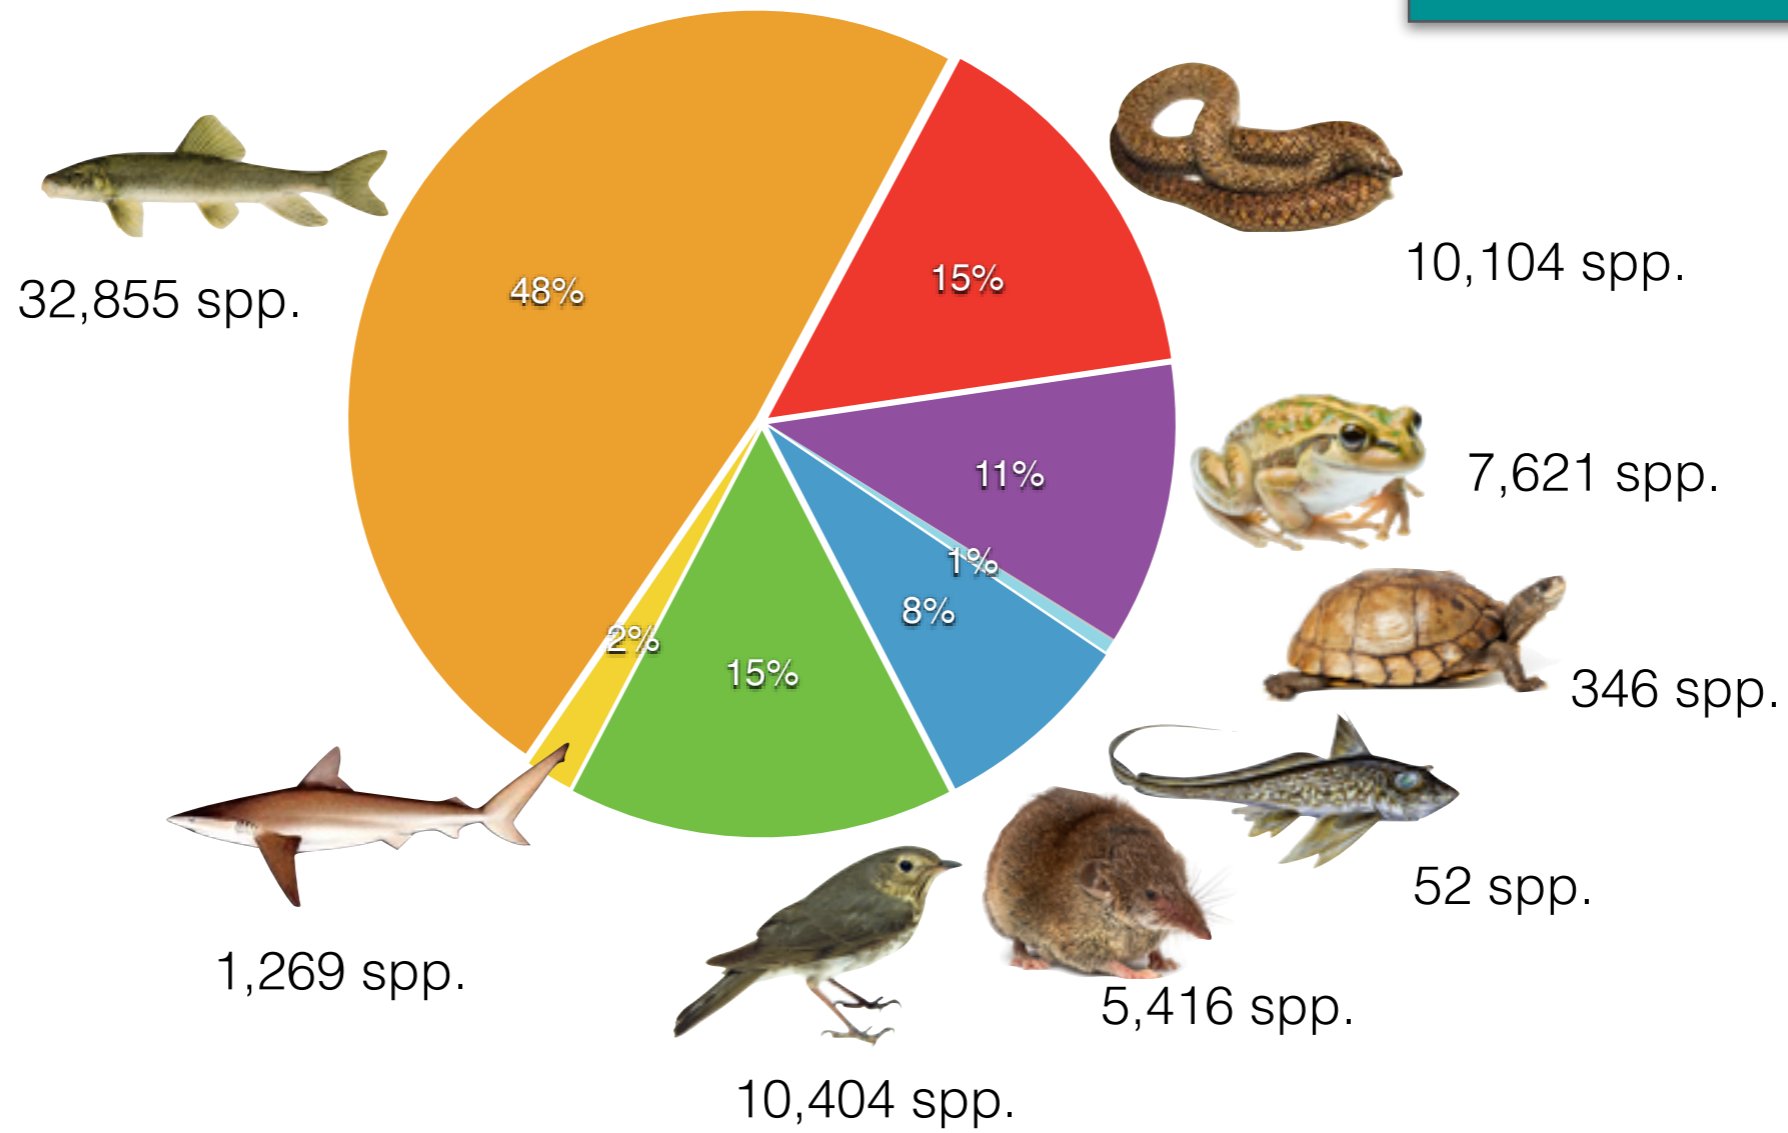 48%
15%
11%
1%
8%
15%
2%
32,855 spp.
10,104 spp.
7,621 spp.
346 spp.
52 spp.
5,416 spp.
10,404 spp.
1,269 spp.